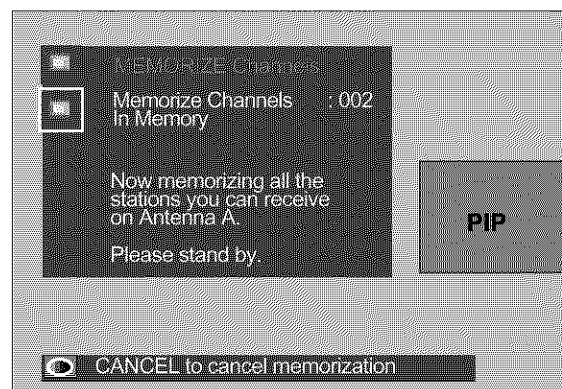 MEMORIZE Channels
Memorize Channels : 002
In Memory
Now memorizing all the
stations you can receive
on Antenna A.
Please stand by.
PIP
CANCEL to cancel memorization